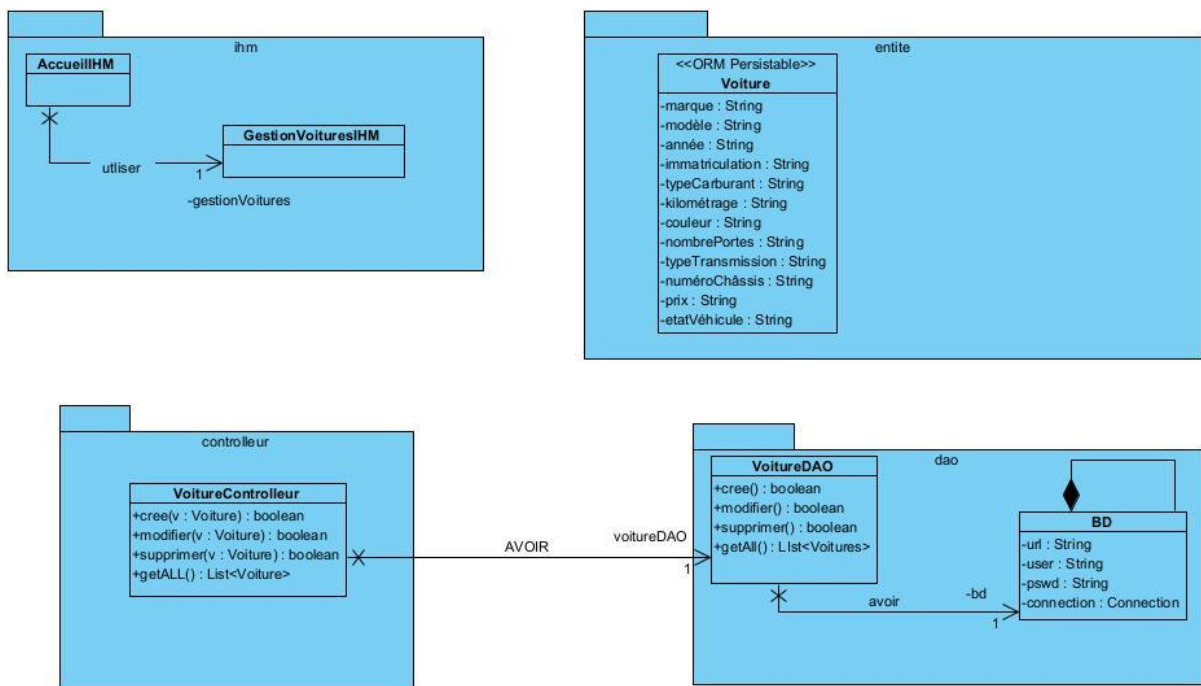 ihm
AccueilIHM
GestionVoituresIHM
utliser
1
-gestionVoitures
entite
<<ORM Persistable>>
Voiture
-marque : String
-modèle : String
-année : String
-immatriculation : String
-typeCarburant : String
-kilométrage : String
-couleur : String
-nombrePortes : String
-typeTransmission : String
-numéroChâssis : String
-prix : String
-etatVéhicule : String
controlleur
VoitureControlleur
+cree(v : Voiture) : boolean
+modifier(v : Voiture) : boolean
+supprimer(v : Voiture) : boolean
+getALL() : List<Voiture>
AVOIR
voitureDAO
1
dao
VoitureDAO
+cree() : boolean
+modifier() : boolean
+supprimer() : boolean
+getAll() : LIst<Voitures>
avoir
-bd
1
BD
-url : String
-user : String
-pswd : String
-connection : Connection